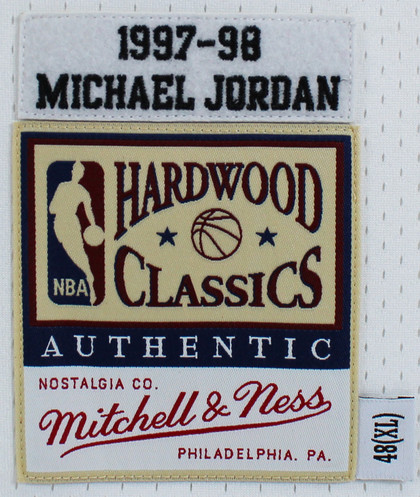 1997-98
MICHAEL JORDAN
NBA
HARDWOOD
CLASSICS
AUTHENTIC
NOSTALGIA CO.
Mitchell & Ness
PHILADELPHIA. PA.
48(XL)